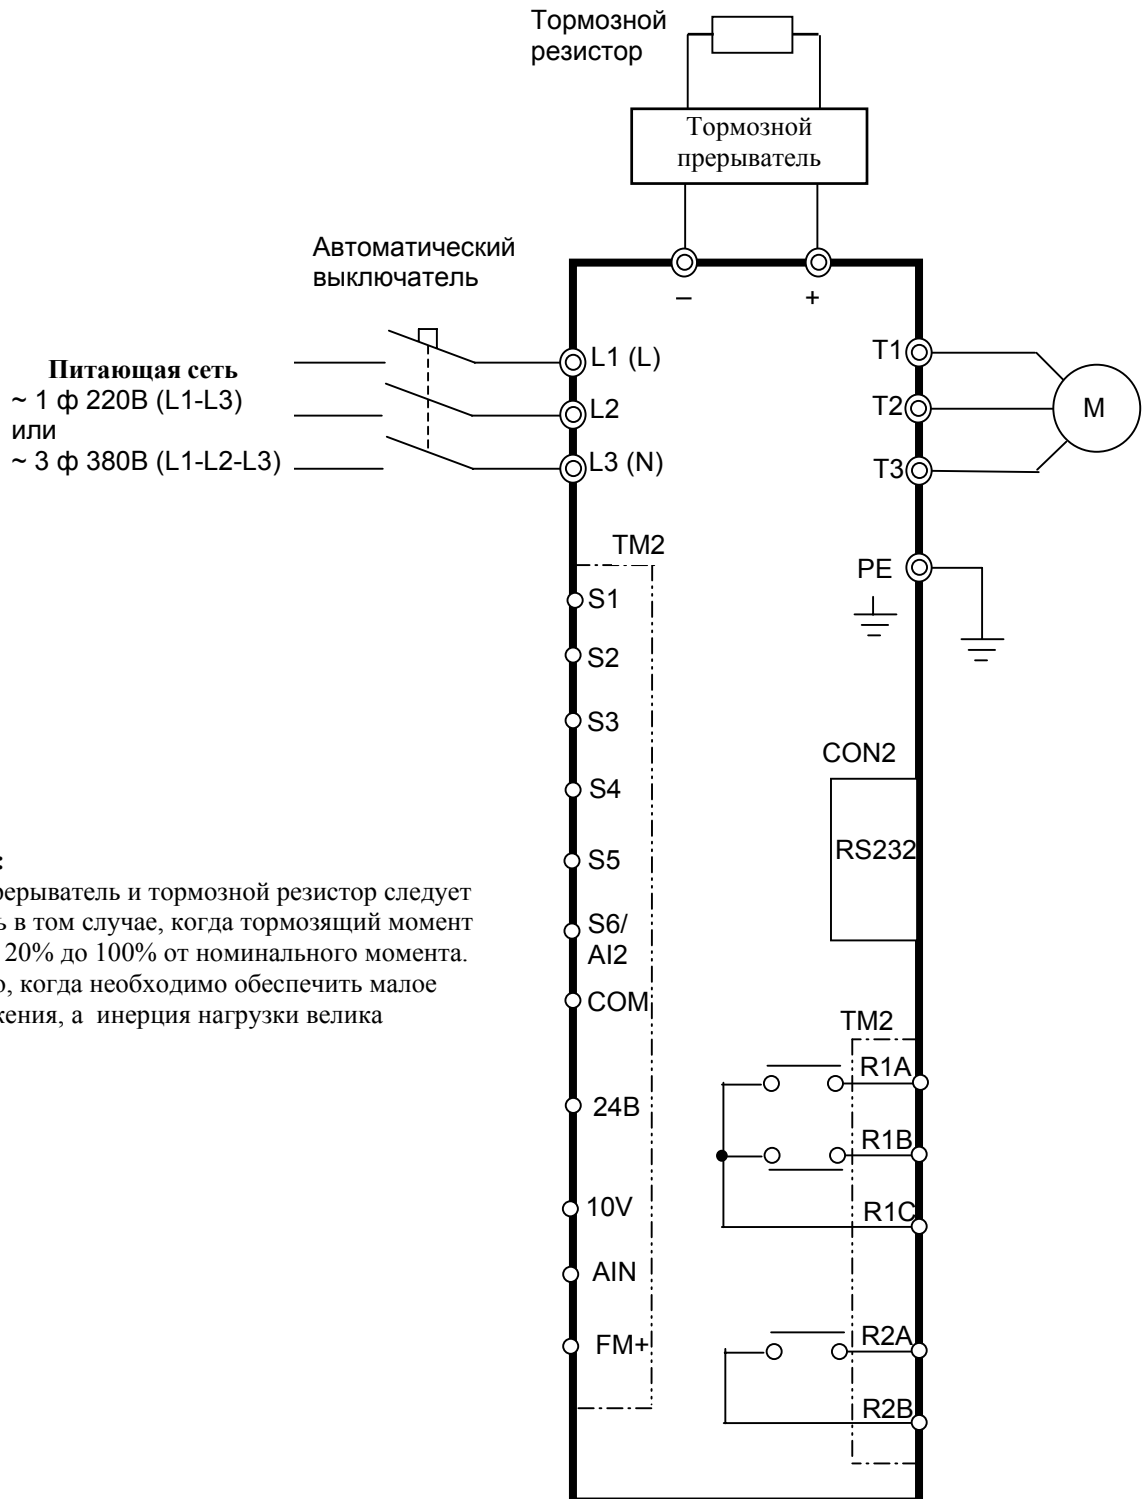 Тормозной
резистор
Тормозной
прерыватель
Автоматический
выключатель
– +
Питающая сеть
~ 1 ф 220В (L1-L3)
или
~ 3 ф 380В (L1-L2-L3)
L1 (L)
L2
L3 (N)
T1
T2
T3
M
PE
TM2
S1
S2
S3
S4
S5
S6/
AI2
COM
24В
10V
AIN
FM+
CON2
RS232
:
рерыватель и тормозной резистор следует
ь в том случае, когда тормозящий момент
20% до 100% от номинального момента.
о, когда необходимо обеспечить малое
жения, а инерция нагрузки велика
TM2
R1A
R1B
R1C
R2A
R2B